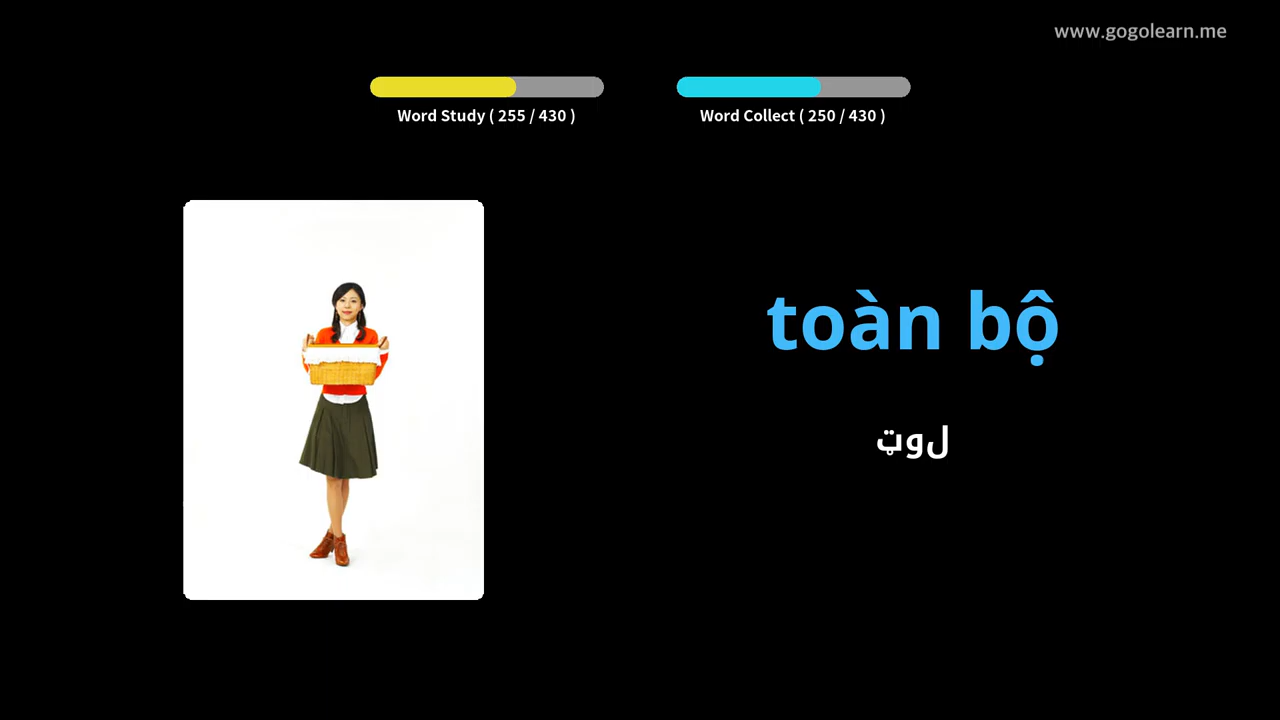 www.gogolearn.me
Word Study ( 255 / 430 )
Word Collect ( 250 / 430 )
toàn bộ
لوټ